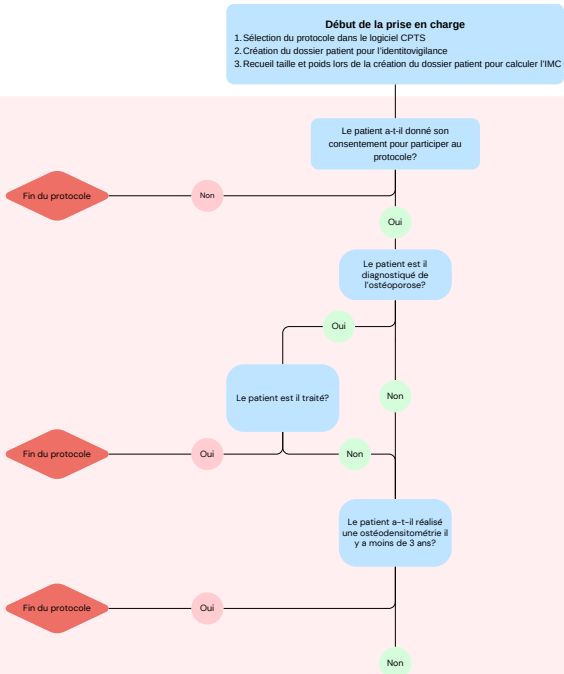 Début de la prise en charge
1. Sélection du protocole dans le logiciel CPTS
2. Création du dossier patient pour l'identitovigilance
3. Recueil taille et poids lors de la création du dossier patient pour calculer l'IMC
Le patient a-t-il donné son
consentement pour participer au
protocole?
Fin du protocole
Non
Oui
Le patient est il
diagnostiqué de
l'ostéoporose?
Oui
Le patient est il traité?
Non
Fin du protocole
Oui
Non
Le patient a-t-il réalisé
une ostéodensitométrie il
y a moins de 3 ans?
Fin du protocole
Oui
Non